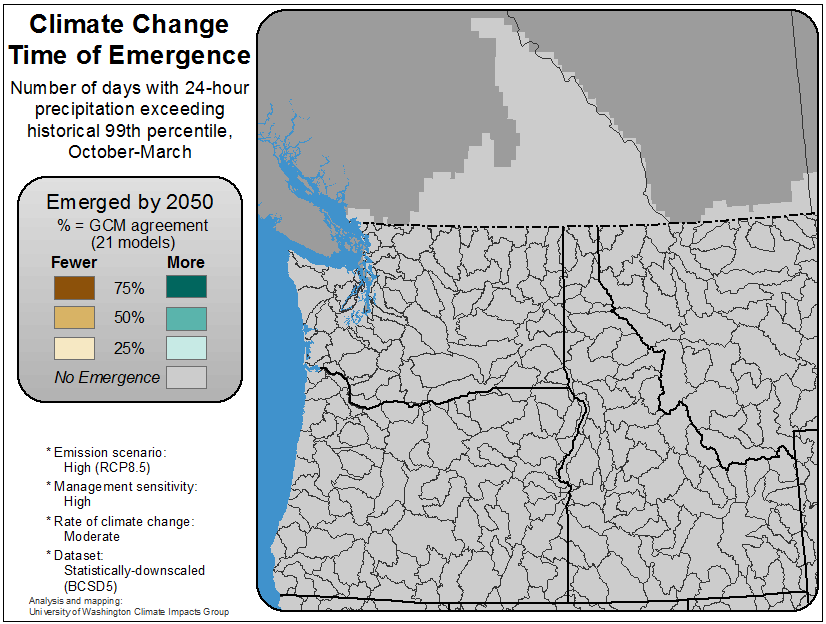 Climate Change
Time of Emergence
Number of days with 24-hour
precipitation exceeding
historical 99th percentile,
October-March
Emerged by 2050
% = GCM agreement
(21 models)
Fewer More
75%
50%
25%
No Emergence
* Emission scenario:
High (RCP8.5)
* Management sensitivity:
High
* Rate of climate change:
Moderate
* Dataset:
Statistically-downscaled
(BCSD5)
Analysis and mapping:
University of Washington Climate Impacts Group